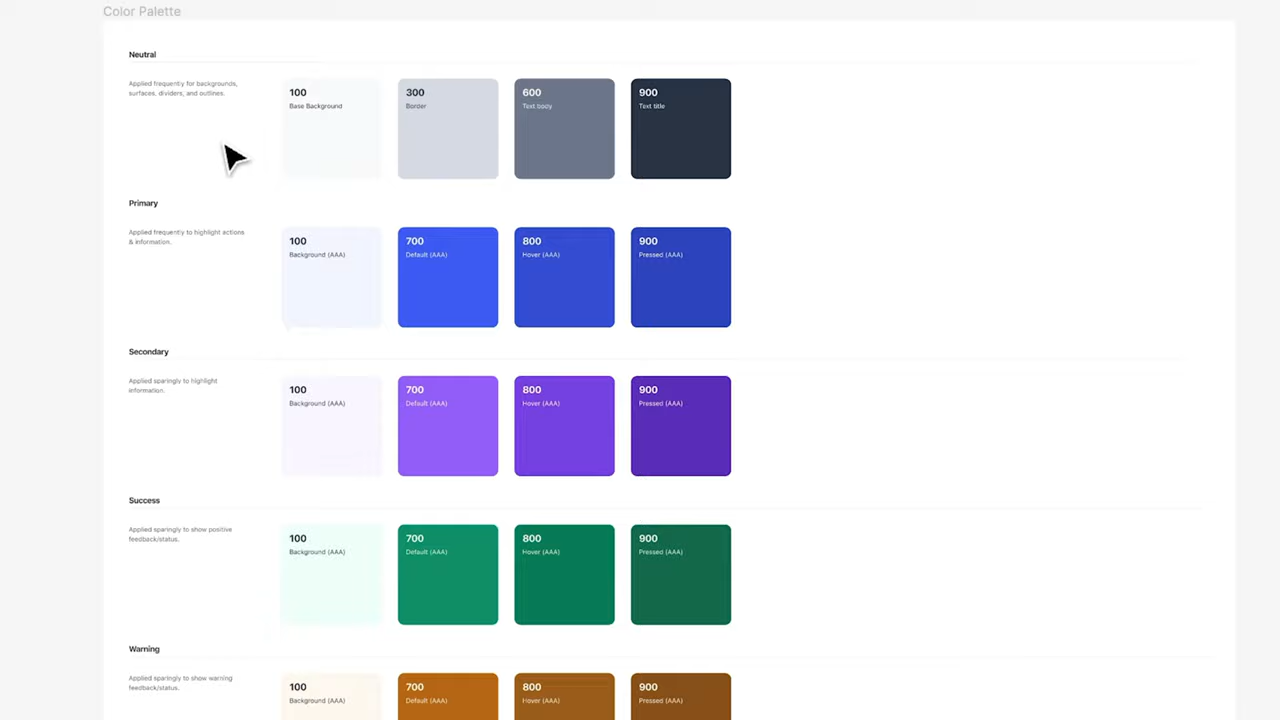 Color Palette
Neutral
Applied frequently for backgrounds,
surfaces, dividers, and outlines.
100
Base Background
300
Border
600
Text body
900
Text title
Primary
Applied frequently to highlight actions
& information.
100
Background (AAA)
700
Default (AAA)
800
Hover (AAA)
900
Pressed (AAA)
Secondary
Applied sparingly to highlight
information.
100
Background (AAA)
700
Default (AAA)
800
Hover (AAA)
900
Pressed (AAA)
Success
Applied sparingly to show positive
feedback/status.
100
Background (AAA)
700
Default (AAA)
800
Hover (AAA)
900
Pressed (AAA)
Warning
Applied sparingly to show warning
feedback/status.
100
Background (AAA)
700
Default (AAA)
800
Hover (AAA)
900
Pressed (AAA)